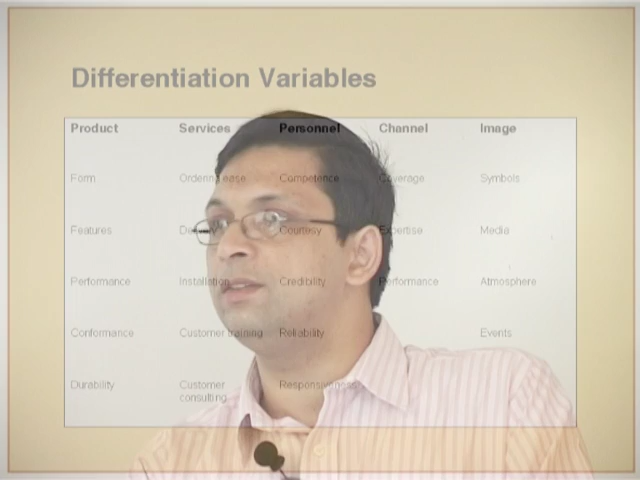 Differentiation Variables
Product Services Personnel Channel Image
Form Ordering ease Competence Coverage Symbols
Features Delivery Courtesy Expertise Media
Performance Installation Credibility Performance Atmosphere
Conformance Customer training Reliability Events
Durability Customer consulting Responsiveness